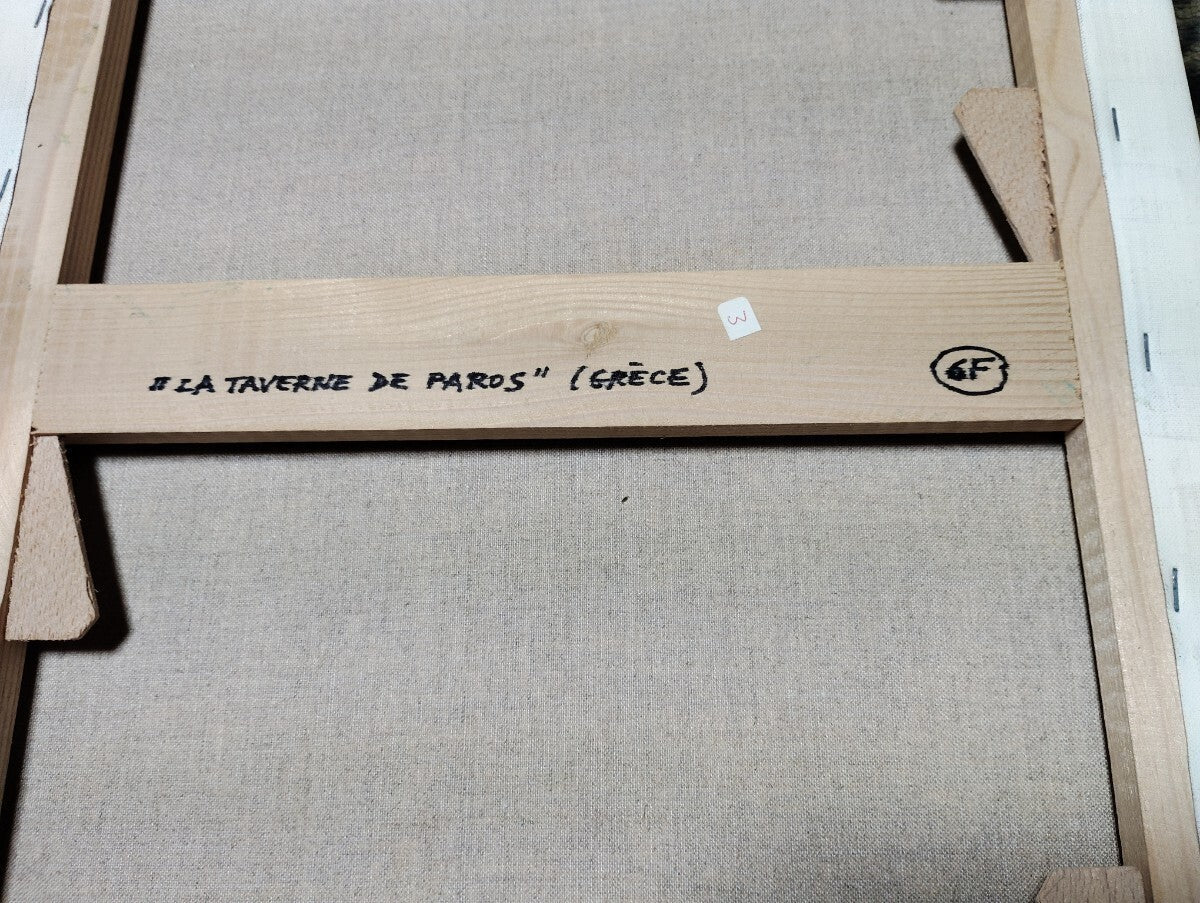 3
"LA TAVERNE DE PAROS" (GRÈCE)
6F